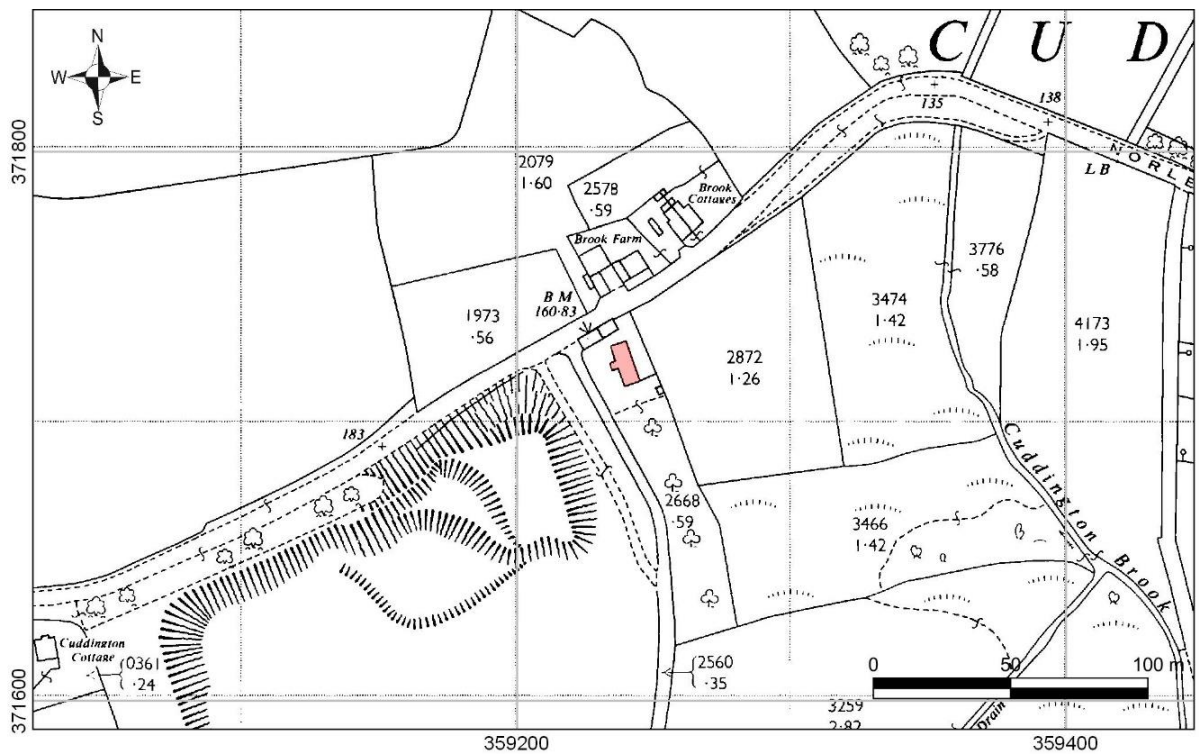 N
W E
S
C U D
135
138
NORLE
LB
371800
2079
1·60
2578
·59
Brook
Cottages
Brook Farm
B M
160·83
1973
·56
3776
·58
3474
1·42
4173
1·95
2872
1·26
183
2668
·59
3466
1·42
Cuddington Brook
Cuddington
Cottage
0361
·24
2560
·35
0 50 100 m
3259
2·82
Drain
371600
359200
359400